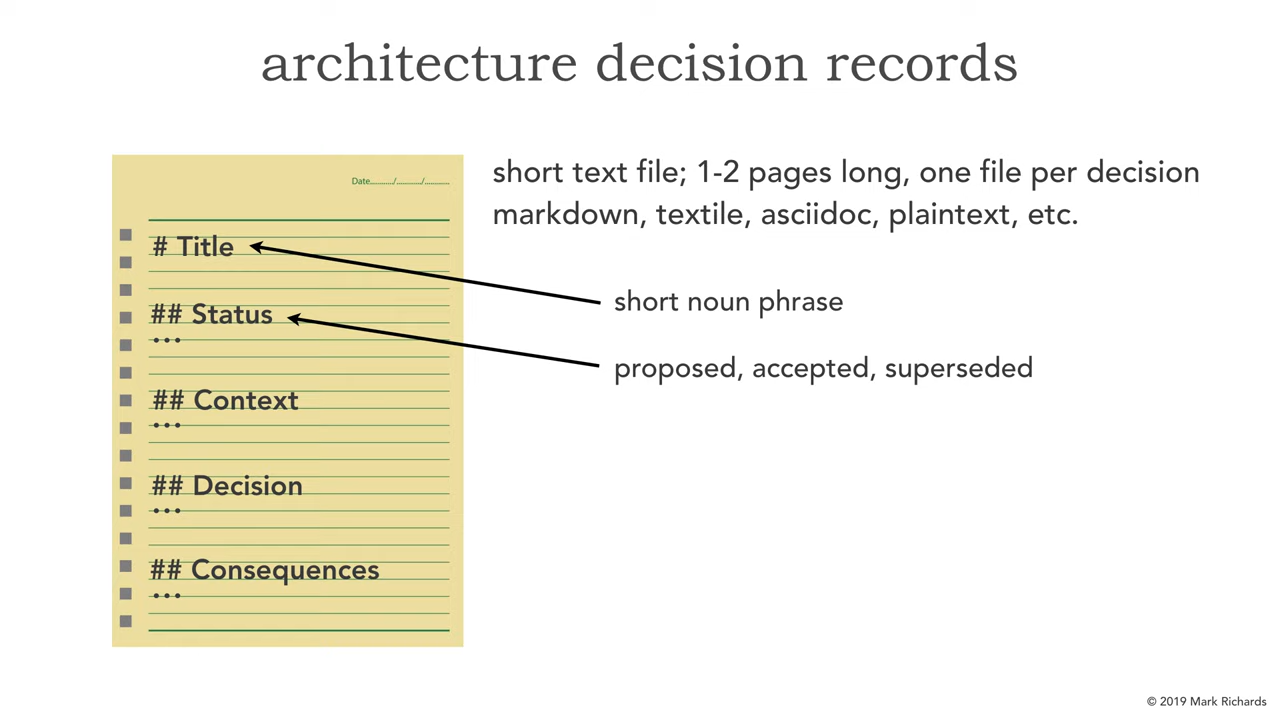 architecture decision records
short text file; 1-2 pages long, one file per decision
markdown, textile, asciidoc, plaintext, etc.
Date........../........../..........
# Title
short noun phrase
## Status
...
proposed, accepted, superseded
## Context
...
## Decision
...
## Consequences
...
© 2019 Mark Richards